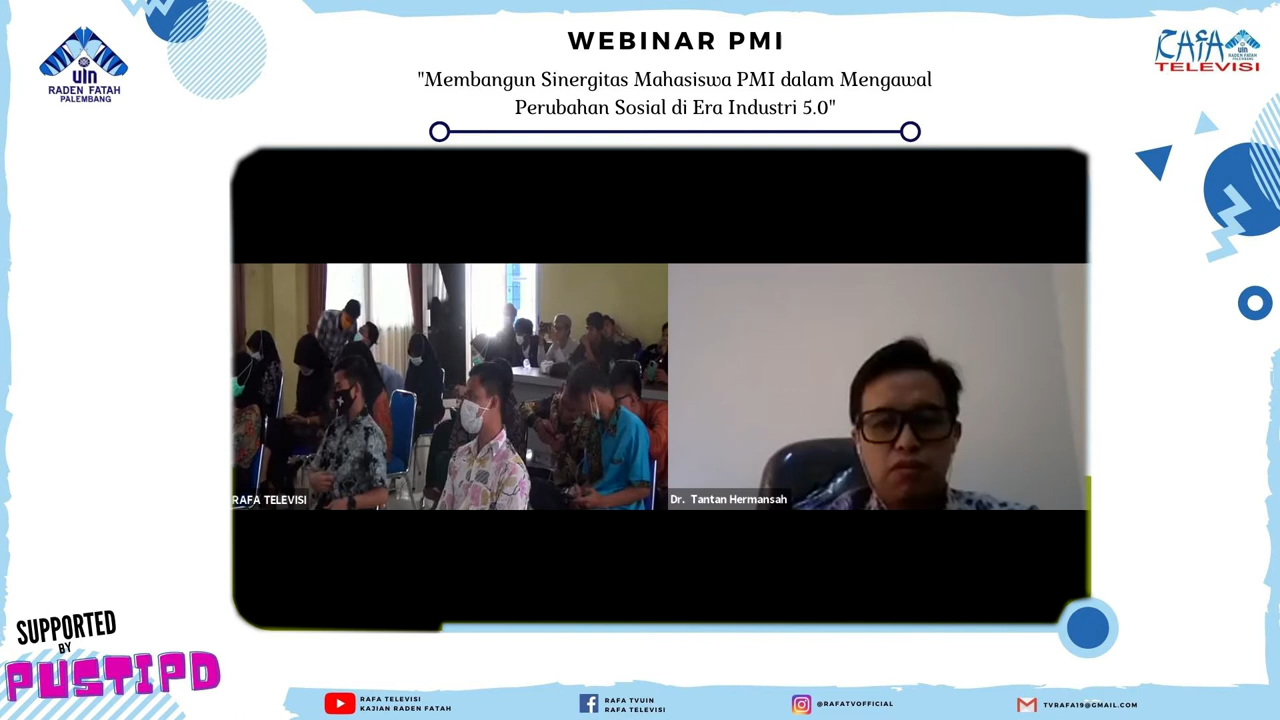 WEBINAR PMI
"Membangun Sinergitas Mahasiswa PMI dalam Mengawal
Perubahan Sosial di Era Industri 5.0"
uin
RADEN FATAH
PALEMBANG
RAFA
RADEN FATAH
TELEVISI
RAFA TELEVISI
Dr. Tantan Hermansah
SUPPORTED
BY
PUSTIPD
RAFA TELEVISI
KAJIAN RADEN FATAH
RAFA TVUIN
RAFA TELEVISI
@RAFATVOFFICIAL
TVRAFA19@GMAIL.COM